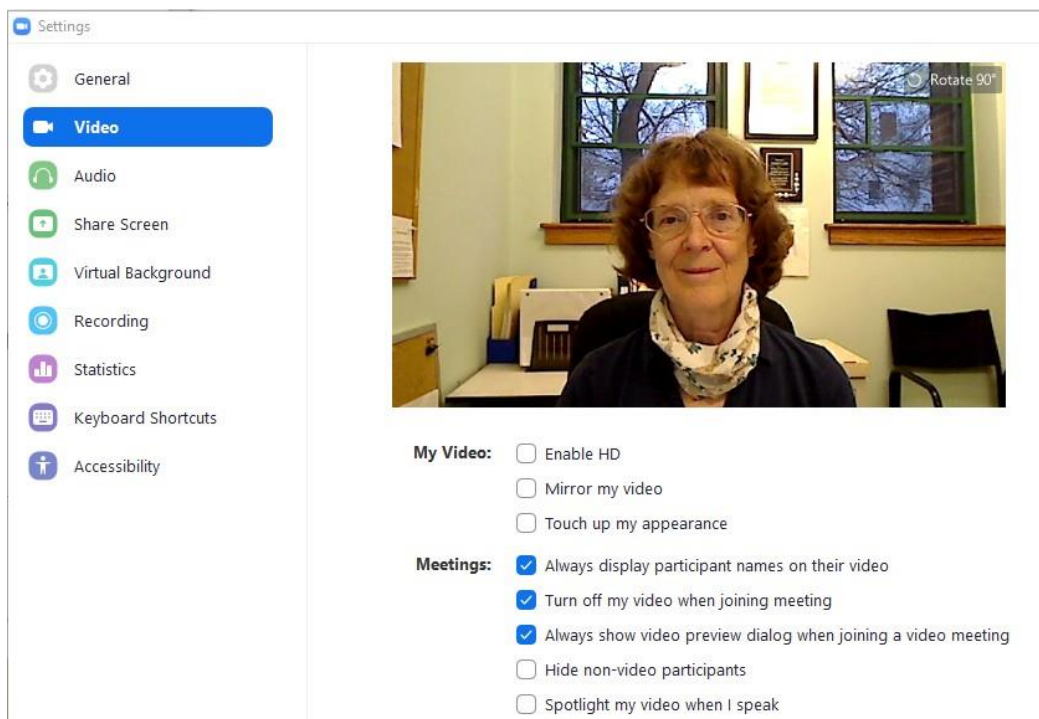 Settings
General
Video
Audio
Share Screen
Virtual Background
Recording
Statistics
Keyboard Shortcuts
Accessibility
Rotate 90°
My Video: Enable HD
Mirror my video
Touch up my appearance
Meetings: Always display participant names on their video
Turn off my video when joining meeting
Always show video preview dialog when joining a video meeting
Hide non-video participants
Spotlight my video when I speak